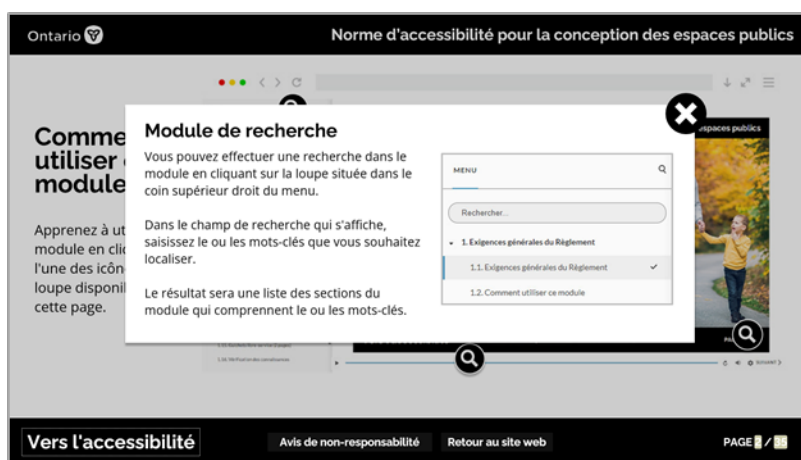 Ontario
Norme d'accessibilité pour la conception des espaces publics
Comme
utiliser
module
Apprenez à ut
module en clic
l'une des icôn
loupe disponil
cette page.
Module de recherche
Vous pouvez effectuer une recherche dans le
module en cliquant sur la loupe située dans le
coin supérieur droit du menu.
Dans le champ de recherche qui s'affiche,
saisissez le ou les mots-clés que vous souhaitez
localiser.
Le résultat sera une liste des sections du
module qui comprennent le ou les mots-clés.
MENU
Rechercher...
1. Exigences générales du Règlement
1.1. Exigences générales du Règlement
1.2. Comment utiliser ce module
espaces publics
Vers l'accessibilité
Avis de non-responsabilité
Retour au site web
PAGE 2 / 35